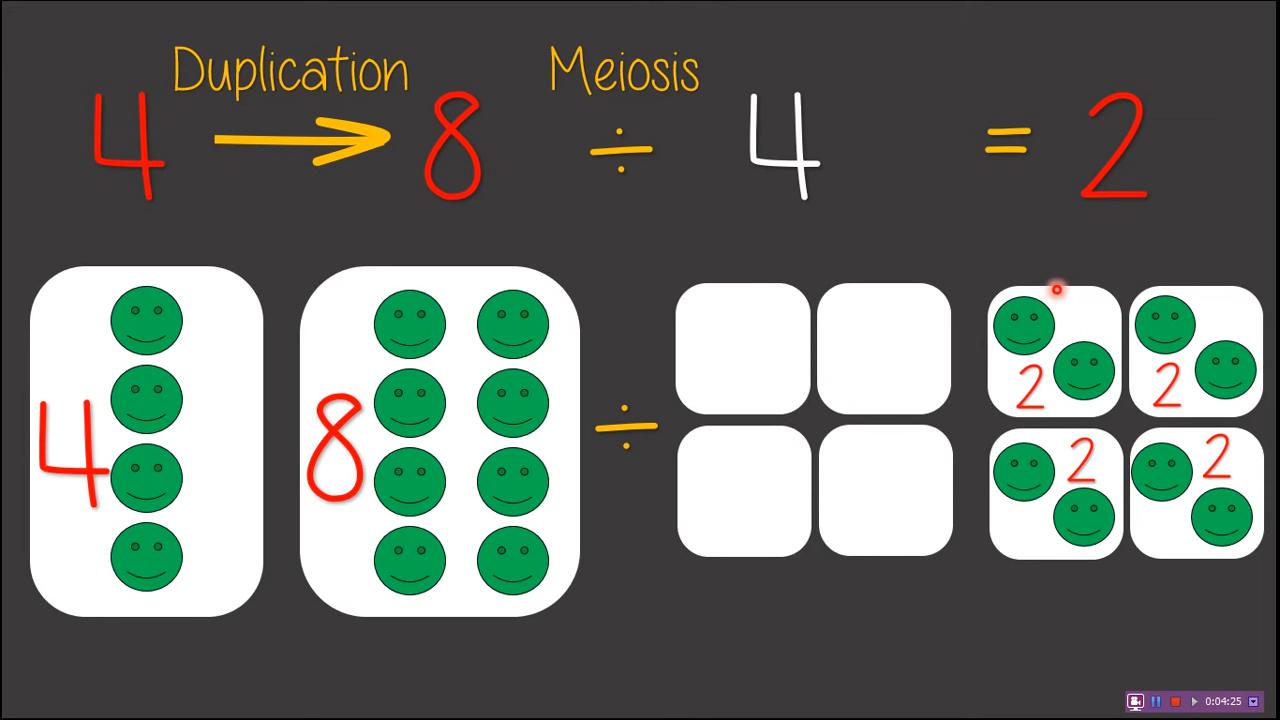 Duplication Meiosis
4 → 8 ÷ 4 = 2
4 8 ÷ 2 2
2 2
0:04:25